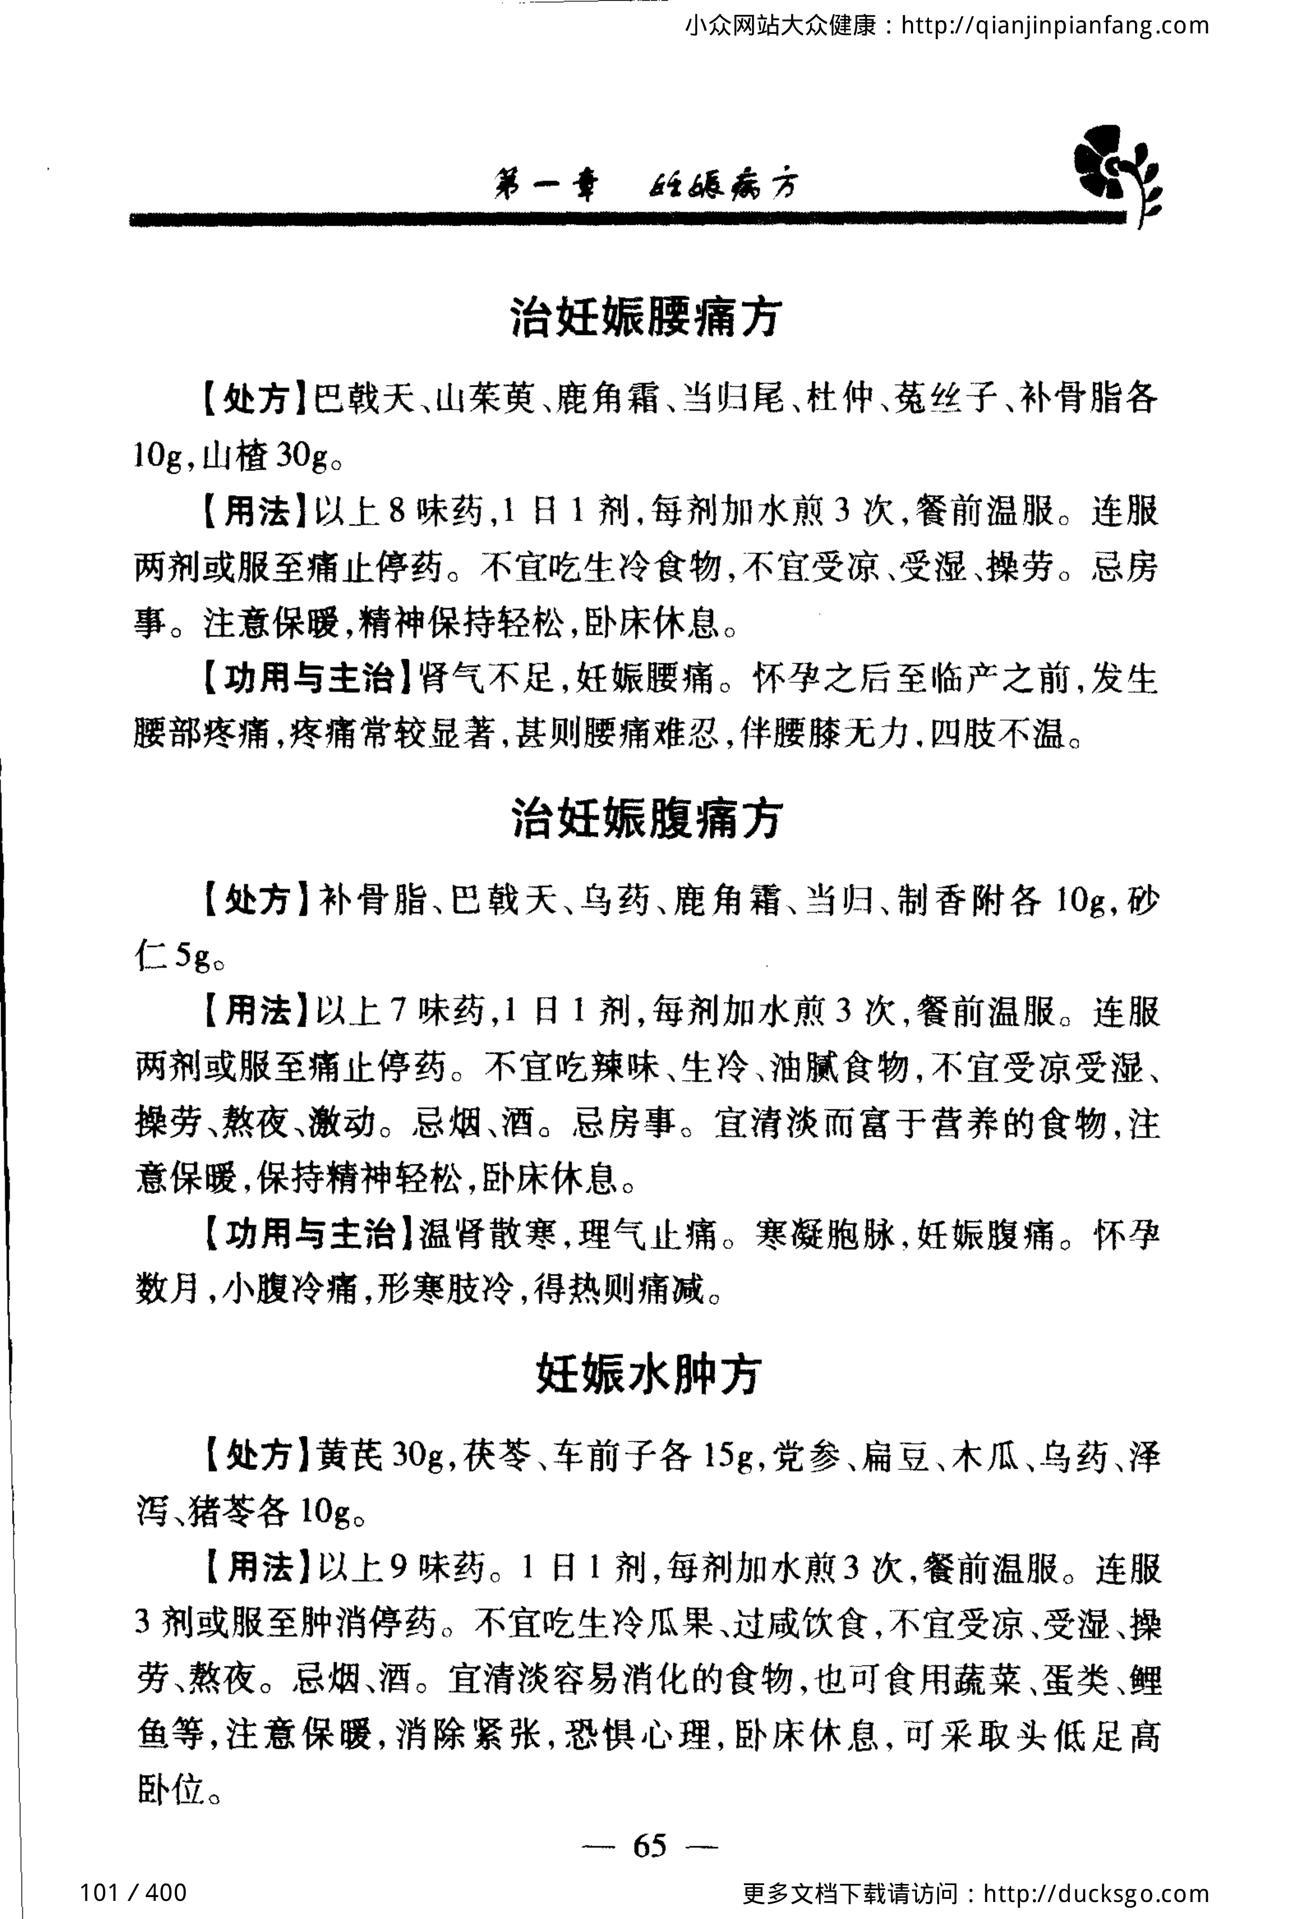 小众网站大众健康：http://qianjinpianfang.com
第一章 妊娠病方
治妊娠腰痛方
【处方】巴戟天、山茱萸、鹿角霜、当归尾、杜仲、菟丝子、补骨脂各
10g，山楂30g。
【用法】以上8味药，1日1剂，每剂加水煎3次，餐前温服。连服
两剂或服至痛止停药。不宜吃生冷食物，不宜受凉、受湿、操劳。忌房
事。注意保暖，精神保持轻松，卧床休息。
【功用与主治】肾气不足，妊娠腰痛。怀孕之后至临产之前，发生
腰部疼痛，疼痛常较显著，甚则腰痛难忍，伴腰膝无力，四肢不温。
治妊娠腹痛方
【处方】补骨脂、巴戟天、乌药、鹿角霜、当归、制香附各10g，砂
仁5g。
【用法】以上7味药，1日1剂，每剂加水煎3次，餐前温服。连服
两剂或服至痛止停药。不宜吃辣味、生冷、油腻食物，不宜受凉受湿、
操劳、熬夜、激动。忌烟、酒。忌房事。宜清淡而富于营养的食物，注
意保暖，保持精神轻松，卧床休息。
【功用与主治】温肾散寒，理气止痛。寒凝胞脉，妊娠腹痛。怀孕
数月，小腹冷痛，形寒肢冷，得热则痛减。
妊娠水肿方
【处方】黄芪30g，茯苓、车前子各15g，党参、扁豆、木瓜、乌药、泽
泻、猪苓各10g。
【用法】以上9味药。1日1剂，每剂加水煎3次，餐前温服。连服
3剂或服至肿消停药。不宜吃生冷瓜果、过咸饮食，不宜受凉、受湿、操
劳、熬夜。忌烟、酒。宜清淡容易消化的食物，也可食用蔬菜、蛋类、鲤
鱼等，注意保暖，消除紧张，恐惧心理，卧床休息，可采取头低足高
卧位。
— 65 —
101 / 400
更多文档下载请访问：http://ducksgo.com